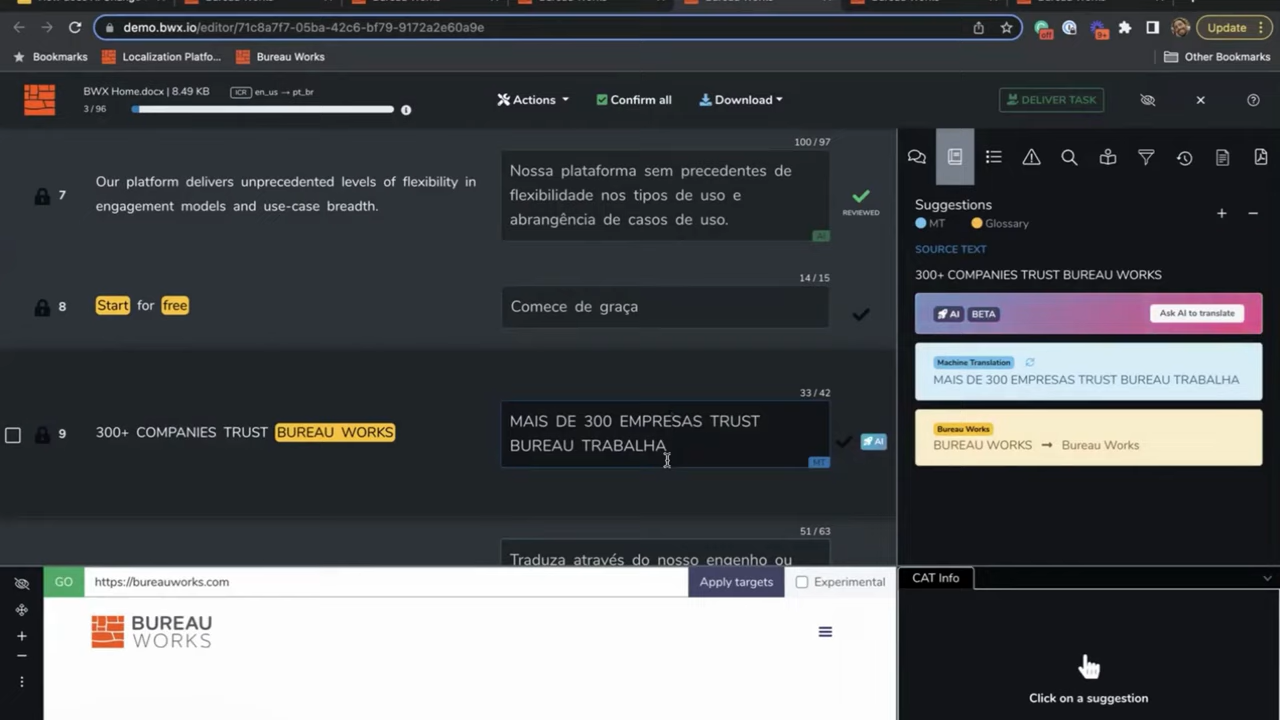 demo.bwx.io/editor/71c8a7f7-05ba-42c6-bf79-9172a2e60a9e
off
9+
Update
Bookmarks
Localization Platfo...
Bureau Works
Other Bookmarks
BWX Home.docx | 8.49 KB
ICR
en_us → pt_br
3 / 96
Actions
Confirm all
Download
DELIVER TASK
100 / 97
7
Our platform delivers unprecedented levels of flexibility in
engagement models and use-case breadth.
Nossa plataforma sem precedentes de
flexibilidade nos tipos de uso e
abrangência de casos de uso.
AI
REVIEWED
14 / 15
8
Start for free
Comece de graça
33 / 42
9
300+ COMPANIES TRUST BUREAU WORKS
MAIS DE 300 EMPRESAS TRUST
BUREAU TRABALHA
MT
AI
51 / 63
Traduza através do nosso engenho ou
Suggestions
MT
Glossary
SOURCE TEXT
300+ COMPANIES TRUST BUREAU WORKS
AI
BETA
Ask AI to translate
Machine Translation
MAIS DE 300 EMPRESAS TRUST BUREAU TRABALHA
Bureau Works
BUREAU WORKS → Bureau Works
GO
https://bureauworks.com
Apply targets
Experimental
BUREAU
WORKS
CAT Info
Click on a suggestion